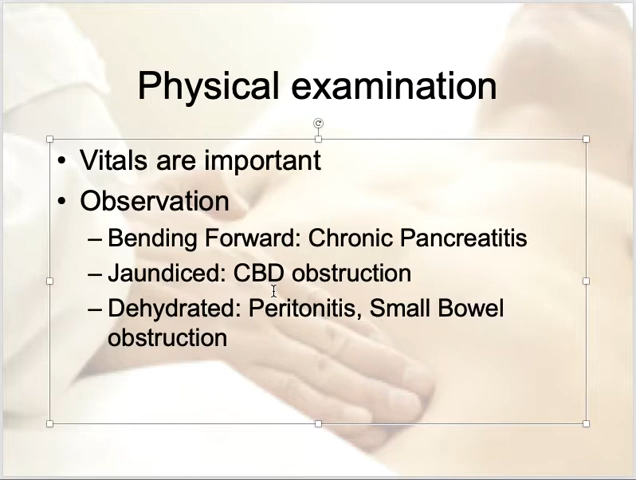 Physical examination
• Vitals are important
• Observation
– Bending Forward: Chronic Pancreatitis
– Jaundiced: CBD obstruction
– Dehydrated: Peritonitis, Small Bowel
obstruction